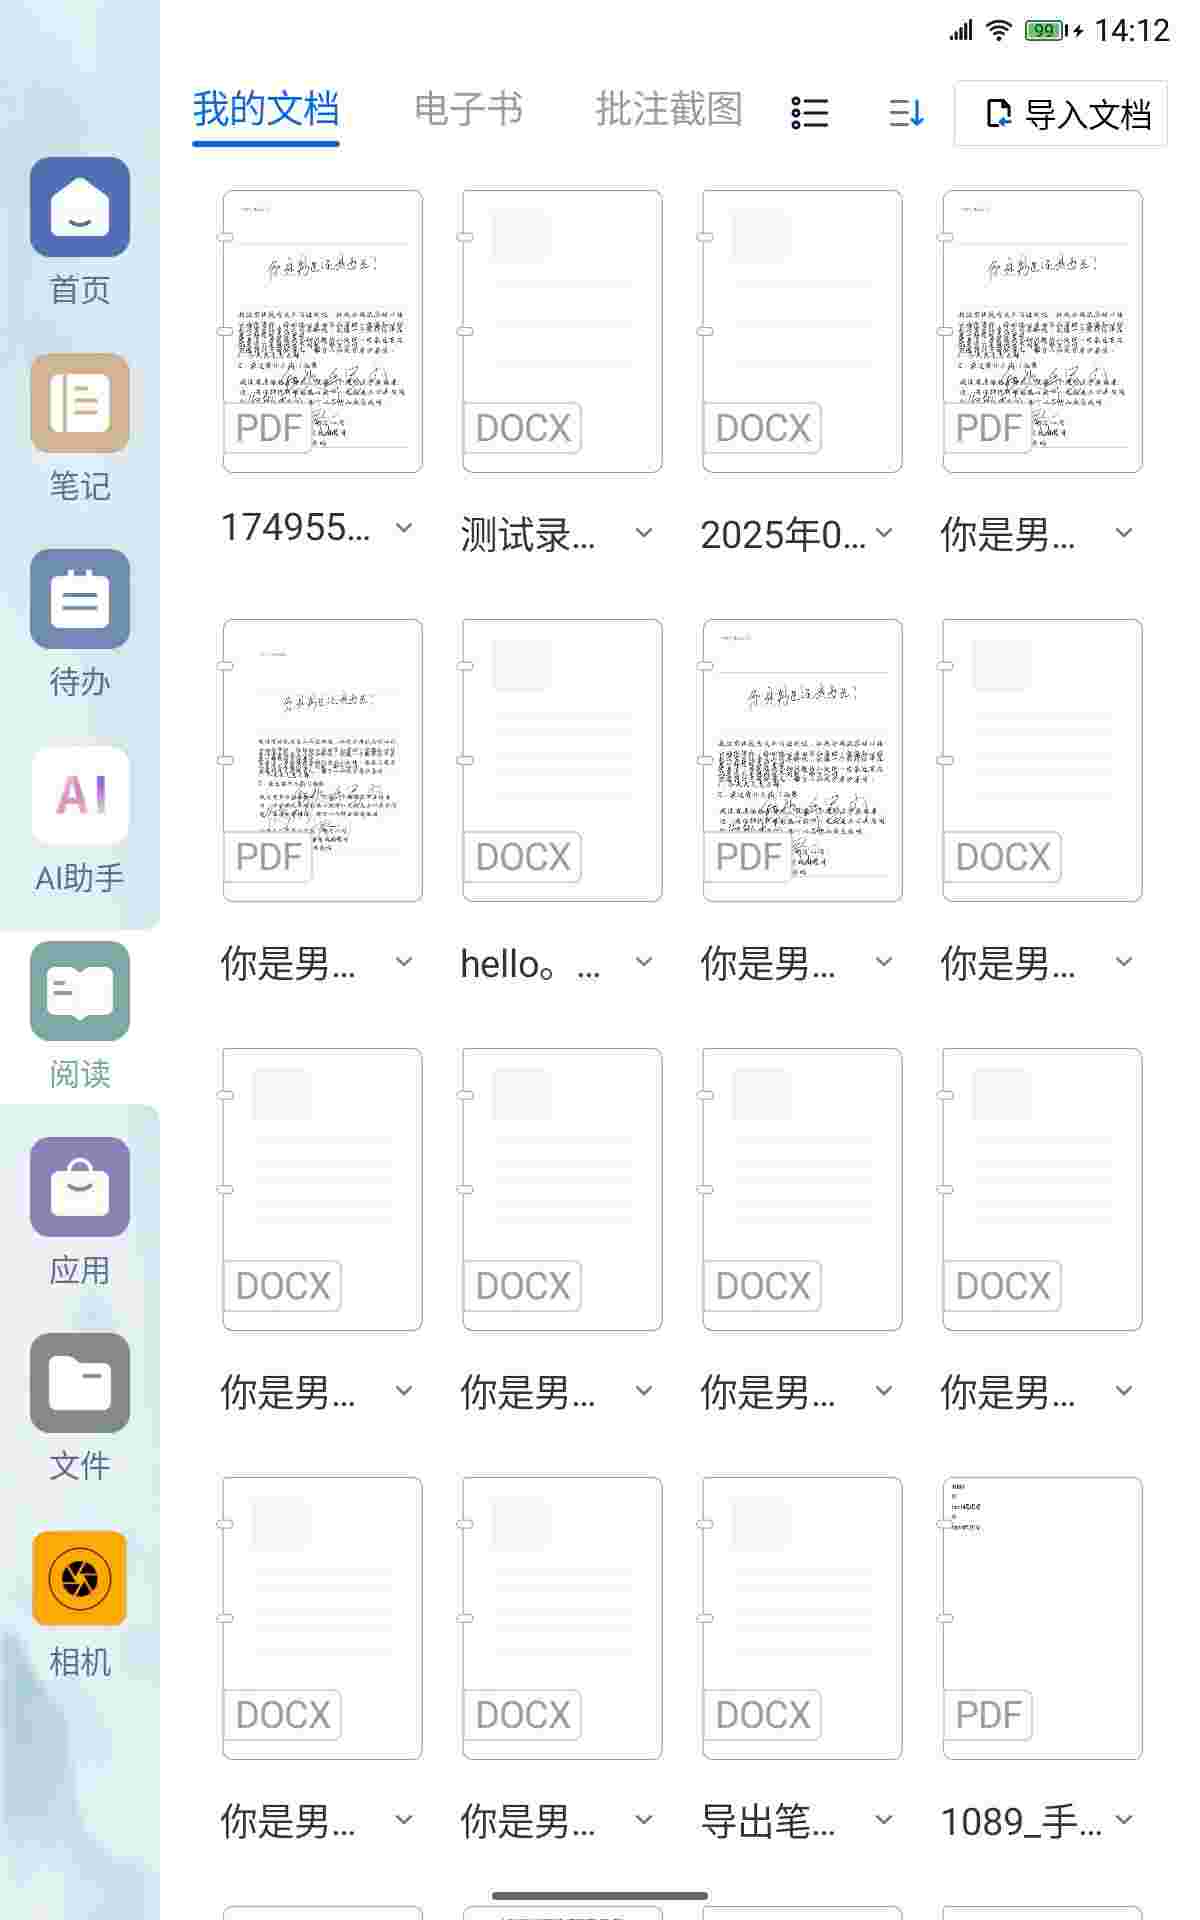 99 14:12
我的文档 电子书 批注截图 导入文档
首页
笔记
待办
AI
AI助手
阅读
应用
文件
相机
PDF DOCX DOCX PDF
174955... 测试录... 2025年0... 你是男...
PDF DOCX PDF DOCX
你是男... hello。... 你是男... 你是男...
DOCX DOCX DOCX DOCX
你是男... 你是男... 你是男... 你是男...
DOCX DOCX DOCX PDF
你是男... 你是男... 导出笔... 1089_手...